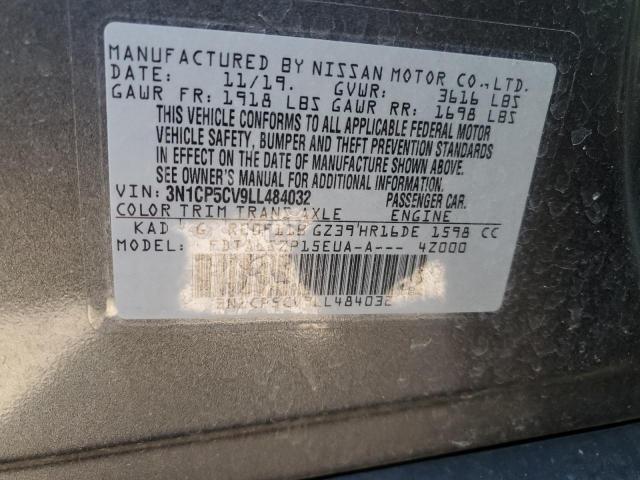 MANUFACTURED BY NISSAN MOTOR CO.,LTD.
DATE: 11/19. GVWR: 3616 LBS
GAWR FR: 1918 LBS GAWR RR: 1698 LBS
THIS VEHICLE CONFORMS TO ALL APPLICABLE FEDERAL MOTOR
VEHICLE SAFETY, BUMPER AND THEFT PREVENTION STANDARDS
IN EFFECT ON THE DATE OF MANUFACTURE SHOWN ABOVE.
SEE OWNER'S MANUAL FOR ADDITIONAL INFORMATION.
VIN: 3N1CP5CV9LL484032 PASSENGER CAR.
COLOR TRIM TRANS AXLE ENGINE
KAD G GZ39 HR16DE 1598 CC
ZP15EUA-A--- 4Z000
LL484032